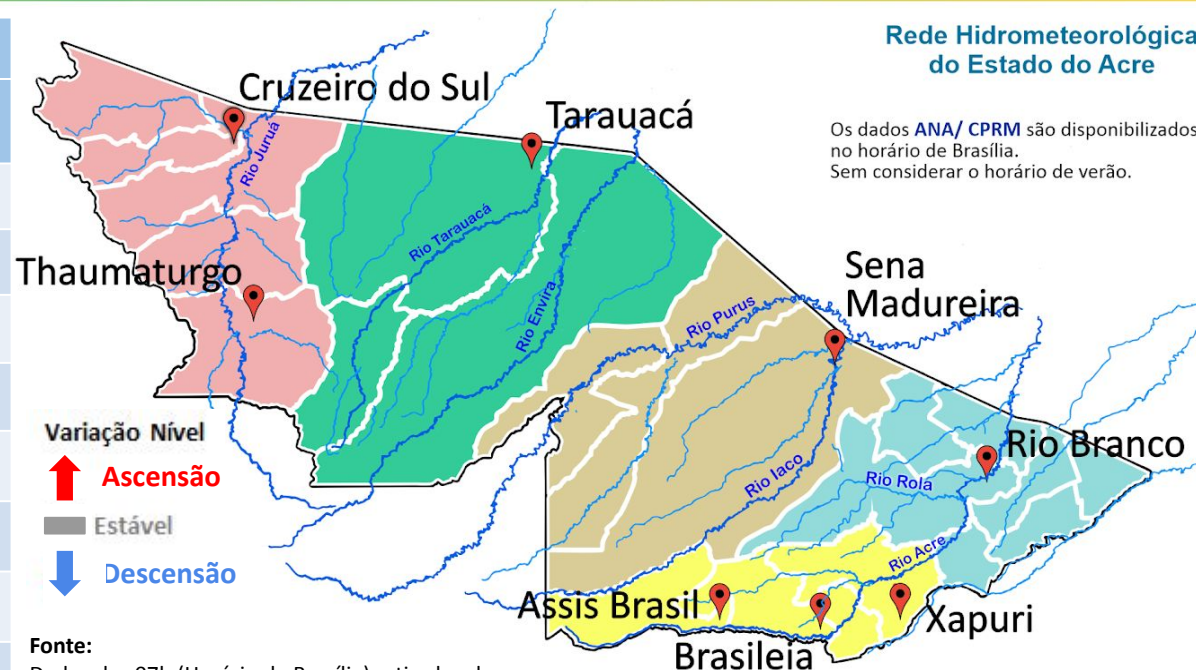 Rede Hidrometeorológica
do Estado do Acre
Os dados ANA/ CPRM são disponibilizados
no horário de Brasília.
Sem considerar o horário de verão.
Cruzeiro do Sul
Tarauacá
Rio Juruá
Rio Tarauacá
Thaumaturgo
Rio Envira
Sena
Madureira
Rio Purus
Rio Branco
Rio Iaco
Rio Rola
Rio Acre
Assis Brasil
Xapuri
Brasileia
Variação Nível
Ascensão
Estável
Descensão
Fonte: